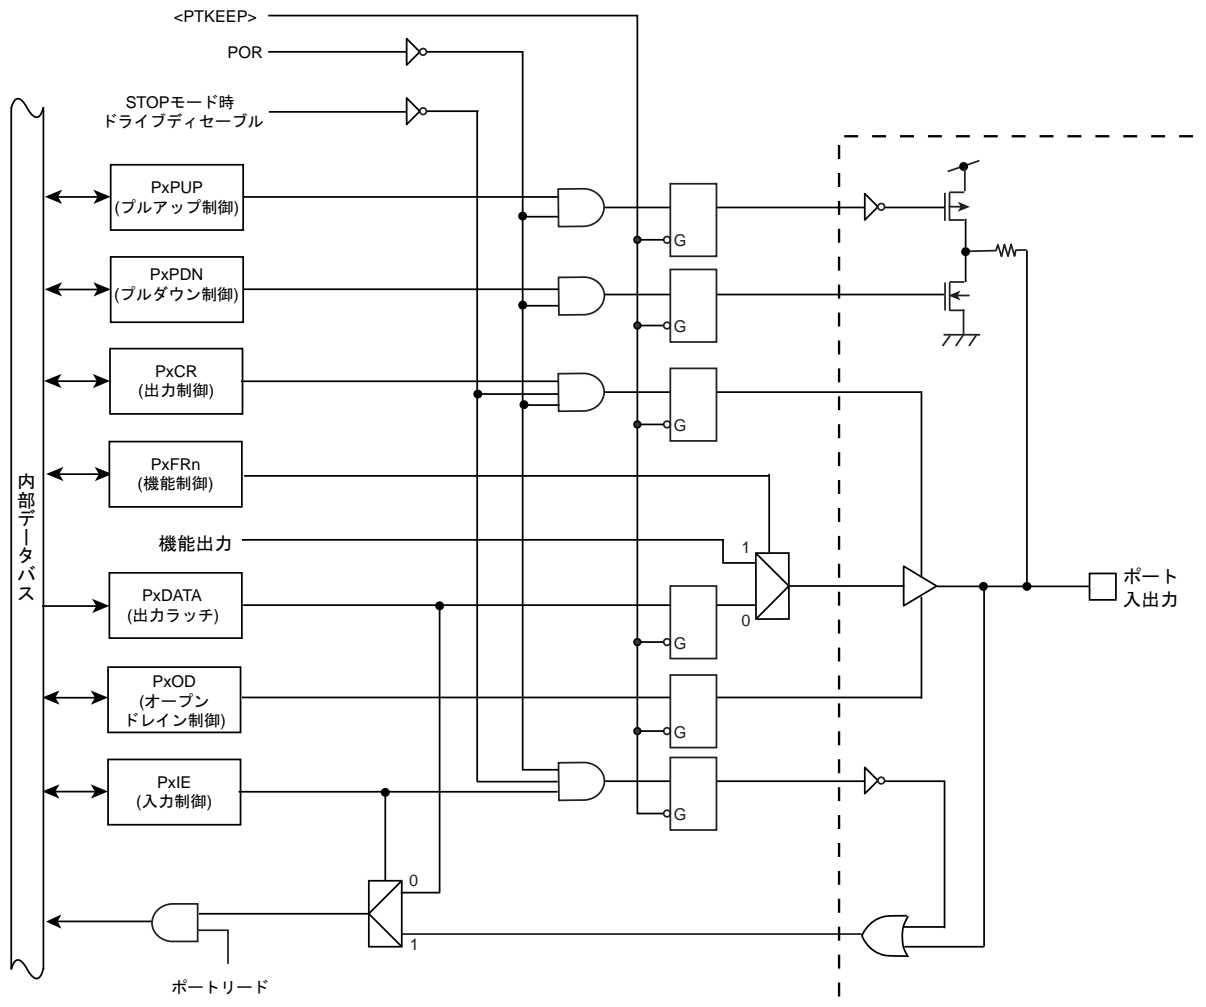 <PTKEEP>
POR
STOPモード時
ドライブディセーブル
PxPUP
(プルアップ制御)
G
PxPDN
(プルダウン制御)
G
PxCR
(出力制御)
G
PxFRn
(機能制御)
内部データバス
機能出力
1
PxDATA
(出力ラッチ)
0
G
ポート
入出力
PxOD
(オープン
ドレイン制御)
G
PxIE
(入力制御)
G
0
1
ポートリード